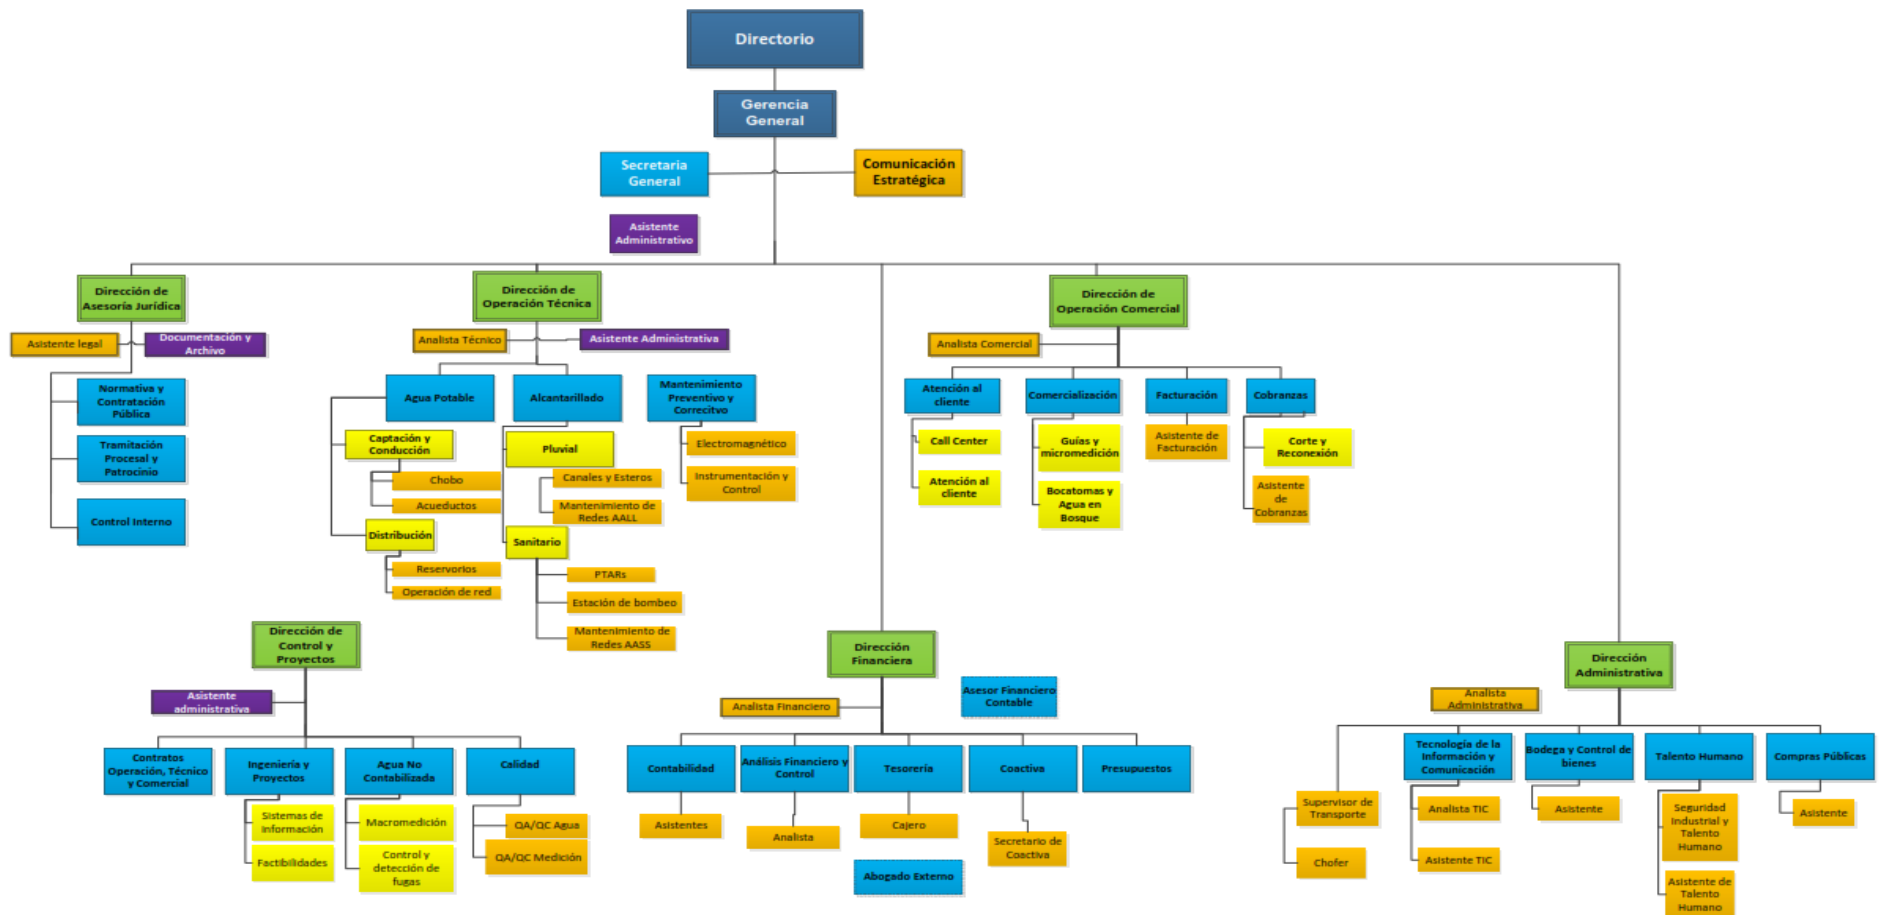 Directorio
Gerencia
General
Secretaria
General
Comunicación
Estratégica
Asistente
Administrativo
Dirección de
Asesoría Jurídica
Asistente legal
Documentación y
Archivo
Normativa y
Contratación
Pública
Tramitación
Procesal y
Patrocinio
Control Interno
Dirección de
Operación Técnica
Analista Técnico
Asistente Administrativa
Agua Potable
Captación y
Conducción
Chobo
Acueductos
Distribución
Reservorios
Operación de red
Alcantarillado
Pluvial
Canales y Esteros
Mantenimiento de
Redes AALL
Sanitario
PTARs
Estación de bombeo
Mantenimiento de
Redes AASS
Mantenimiento
Preventivo y
Correcitvo
Electromagnético
Instrumentación y
Control
Dirección de
Operación Comercial
Analista Comercial
Atención al
cliente
Call Center
Atención al
cliente
Comercialización
Guías y
micromedición
Bocatomas y
Agua en
Bosque
Facturación
Asistente de
Facturación
Cobranzas
Corte y
Reconexión
Asistente
de
Cobranzas
Dirección de
Control y
Proyectos
Asistente
administrativa
Contratos
Operación, Técnico
y Comercial
Ingeniería y
Proyectos
Sistemas de
Información
Factibilidades
Agua No
Contabilizada
Macromedición
Control y
detección de
fugas
Calidad
QA/QC Agua
QA/QC Medición
Dirección
Financiera
Analista Financiero
Asesor Financiero
Contable
Contabilidad
Asistentes
Análisis Financiero y
Control
Analista
Tesorería
Cajero
Abogado Externo
Coactiva
Secretario de
Coactiva
Presupuestos
Dirección
Administrativa
Analista
Administrativa
Supervisor de
Transporte
Chofer
Tecnología de la
Información y
Comunicación
Analista TIC
Asistente TIC
Bodega y Control de
bienes
Asistente
Talento Humano
Seguridad
Industrial y
Talento
Humano
Asistente de
Talento
Humano
Compras Públicas
Asistente